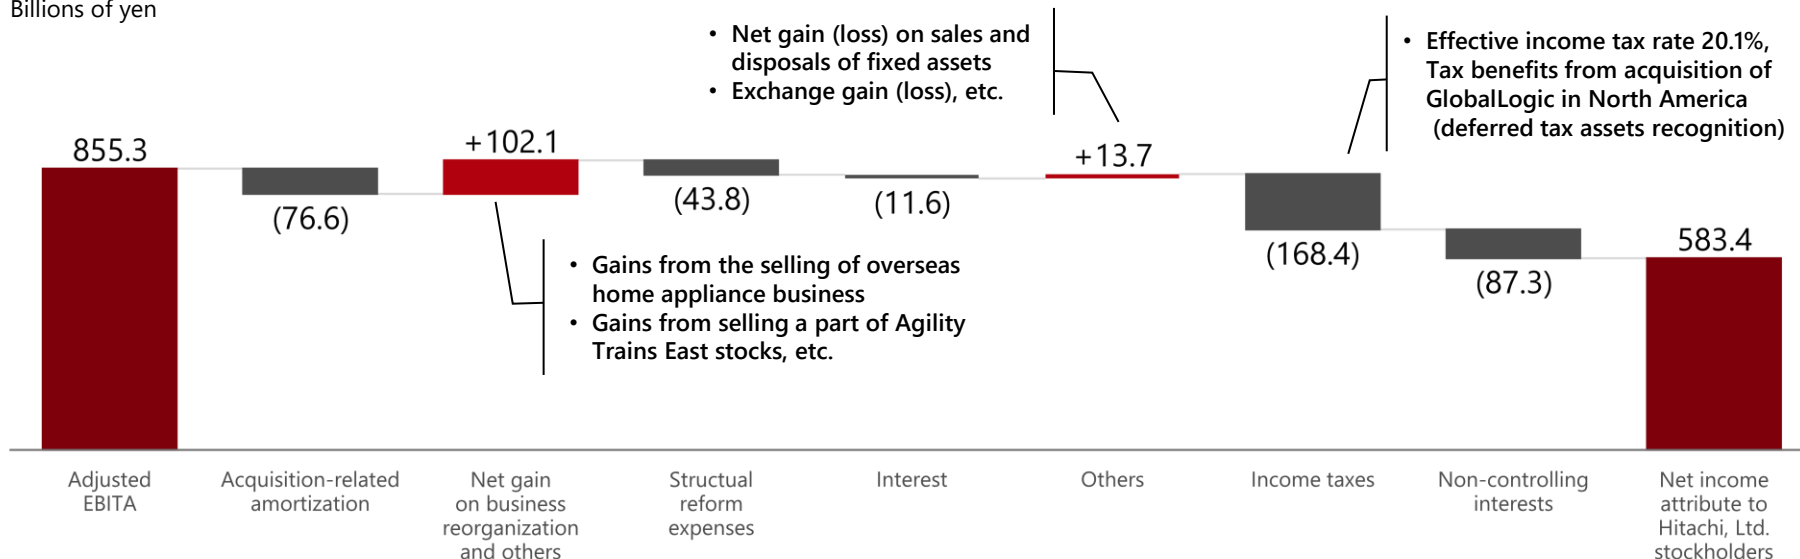 Billions of yen
• Net gain (loss) on sales and
disposals of fixed assets
• Exchange gain (loss), etc.
• Effective income tax rate 20.1%,
Tax benefits from acquisition of
GlobalLogic in North America
(deferred tax assets recognition)
855.3
(76.6)
+102.1
(43.8)
(11.6)
+13.7
(168.4)
(87.3)
583.4
• Gains from the selling of overseas
home appliance business
• Gains from selling a part of Agility
Trains East stocks, etc.
Adjusted
EBITA
Acquisition-related
amortization
Net gain
on business
reorganization
and others
Structual
reform
expenses
Interest
Others
Income taxes
Non-controlling
interests
Net income
attribute to
Hitachi, Ltd.
stockholders